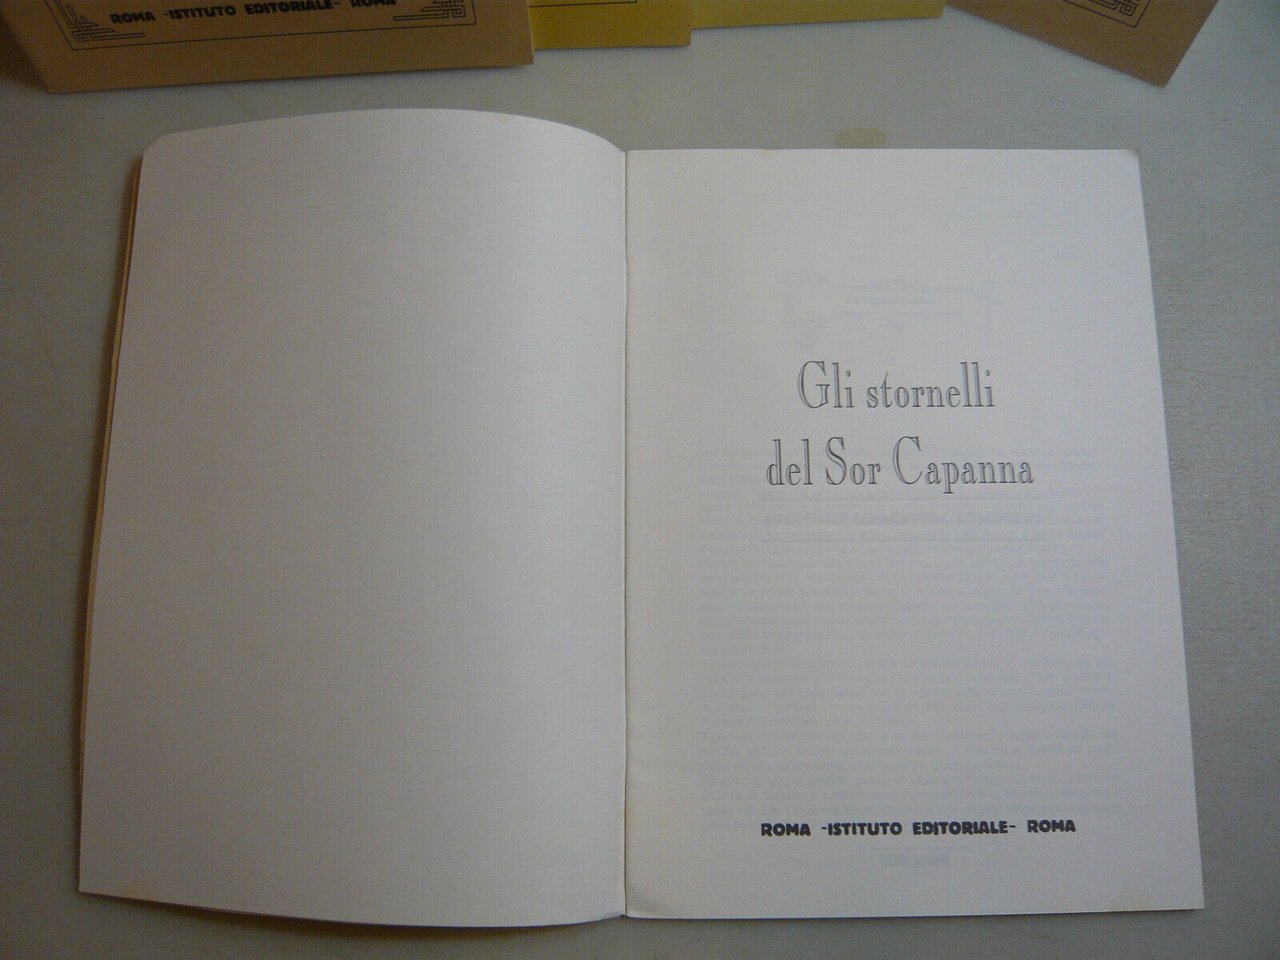 ROMA -ISTITUTO EDITORIALE- ROMA
Gli stornelli
del Sor Capanna
ROMA -ISTITUTO EDITORIALE- ROMA